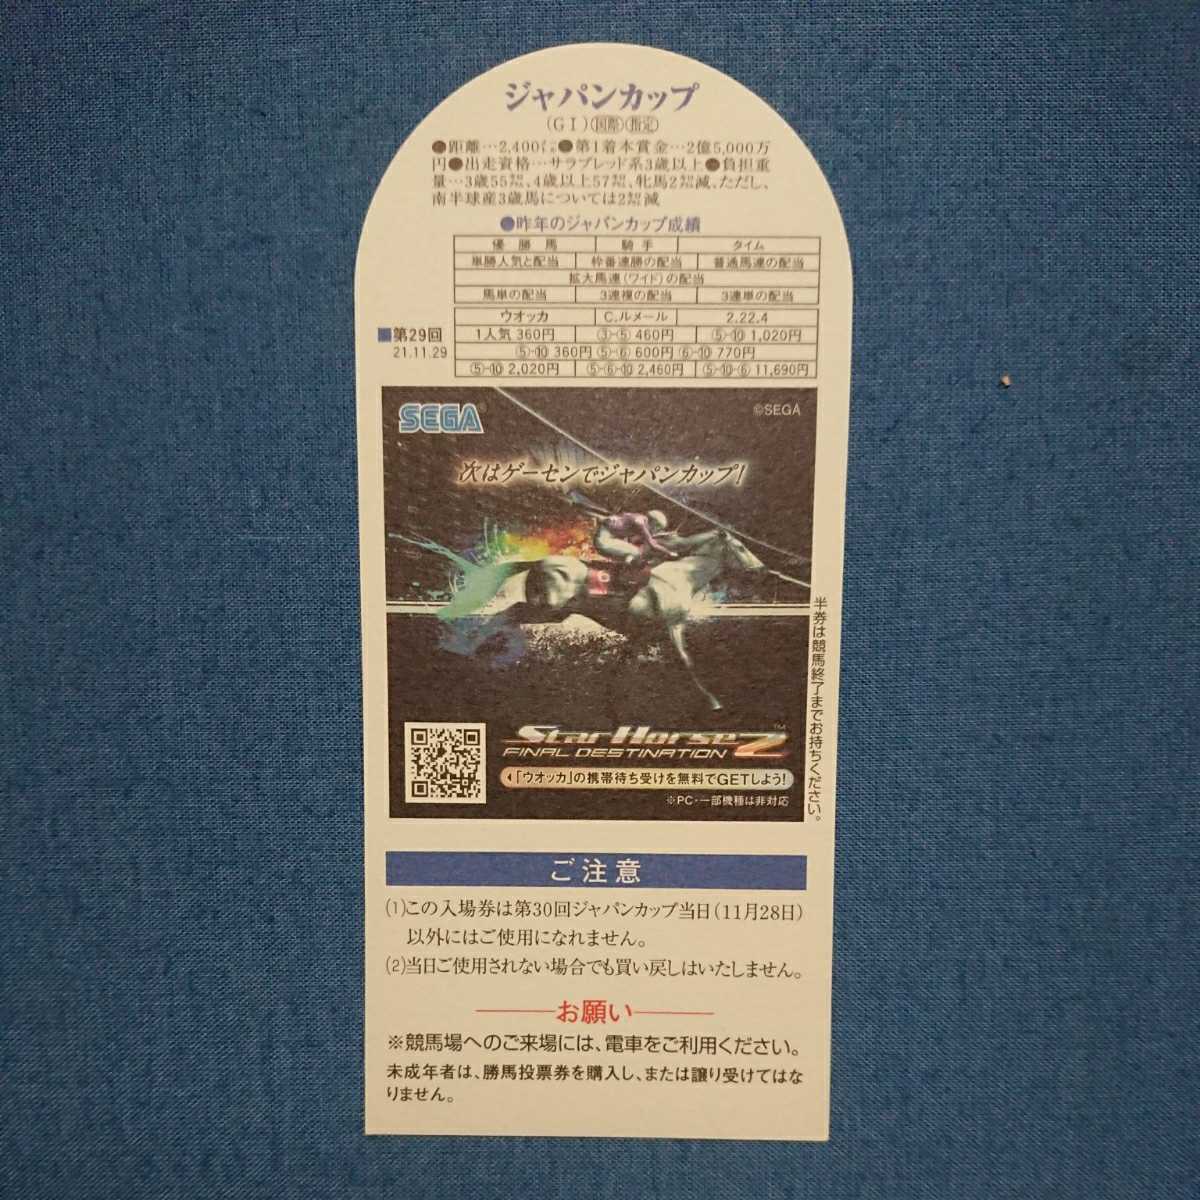 ジャパンカップ
(GⅠ)(国際)(指定)
●距離…2,400㍍●第1着本賞金…2億5,000万
円●出走資格…サラブレッド系3歳以上●負担重
量…3歳55㌔、4歳以上57㌔、牝馬2㌔減、ただし、
南半球産3歳馬については2㌔減
●昨年のジャパンカップ成績
優勝馬 騎手 タイム
単勝人気と配当 枠番連勝の配当 普通馬連の配当
拡大馬連(ワイド)の配当
馬単の配当 3連複の配当 3連単の配当
■第29回
21.11.29
ウオッカ C.ルメール 2.22.4
1人気 360円 ③-⑤ 460円 ⑤-⑩ 1,020円
⑤-⑩ 360円 ⑤-⑥ 600円 ⑥-⑩ 770円
⑤-⑩ 2,020円 ⑤-⑥-⑩ 2,460円 ⑤-⑩-⑥ 11,690円
SEGA
©SEGA
次はゲーセンでジャパンカップ!
Star Horse 2
TM
FINAL DESTINATION
「ウオッカ」の携帯待ち受けを無料でGETしよう!
※PC・一部機種は非対応
半券は競馬終了までお持ちください。
ご注意
(1)この入場券は第30回ジャパンカップ当日(11月28日)
以外にはご使用になれません。
(2)当日ご使用されない場合でも買い戻しはいたしません。
お願い
※競馬場へのご来場には、電車をご利用ください。
未成年者は、勝馬投票券を購入し、または譲り受けてはな
りません。